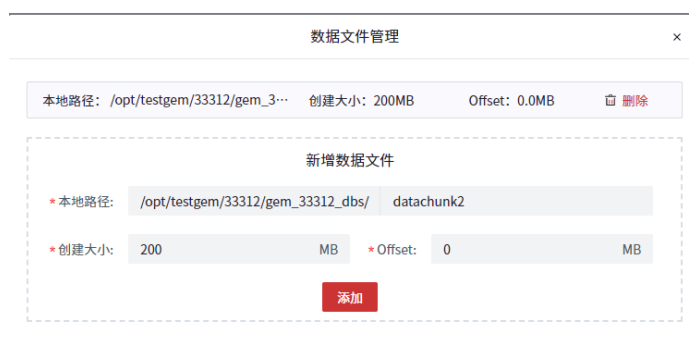 数据文件管理 ×
本地路径: /opt/testgem/33312/gem_3··· 创建大小: 200MB Offset: 0.0MB 删除
新增数据文件
*本地路径: /opt/testgem/33312/gem_33312_dbs/ datachunk2
*创建大小: 200 MB *Offset: 0 MB
添加